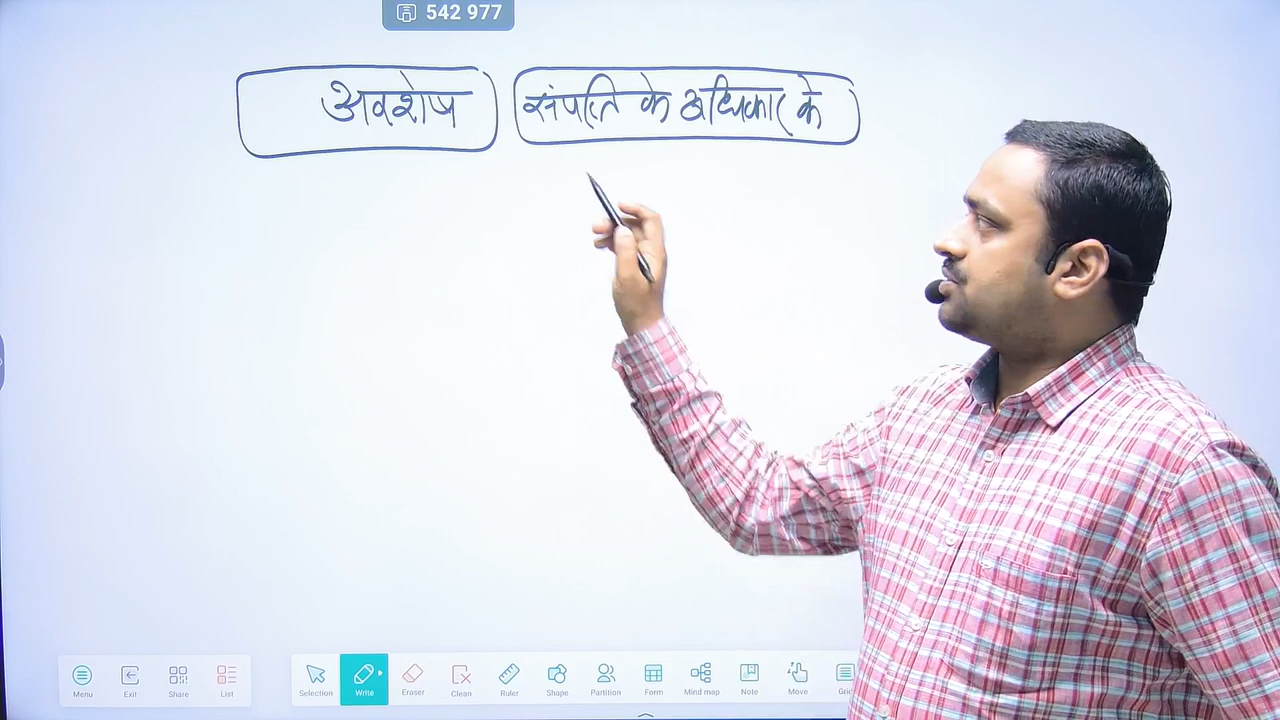 542 977
अवशेष संपत्ति के अधिकार के
Menu Exit Share List Selection Write Eraser Clean Ruler Shape Partition Form Mind map Note Move Grid